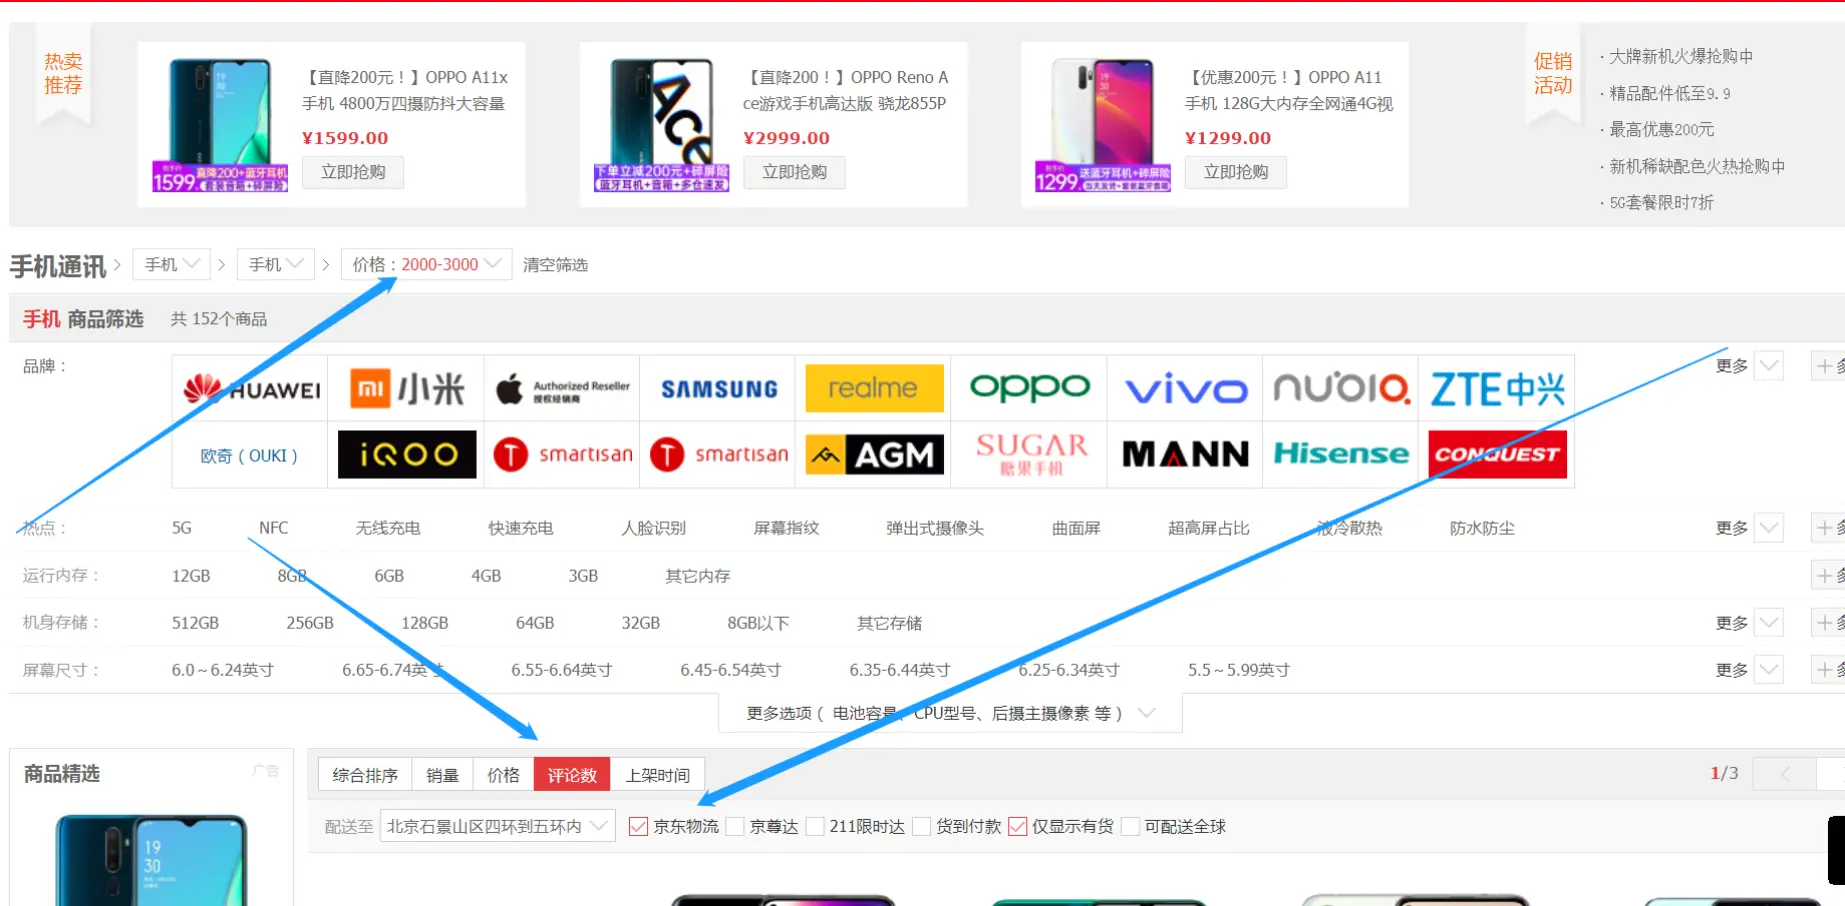 热卖
推荐
【直降200元！】OPPO A11x
手机 4800万四摄防抖大容量
¥1599.00
立即抢购
1599.
直降200+蓝牙耳机
【直降200！】OPPO Reno A
ce游戏手机高达版 骁龙855P
¥2999.00
立即抢购
Ace
下单立减200元+碎屏险
蓝牙耳机+音箱+多仓速发
【优惠200元！】OPPO A11
手机 128G大内存全网通4G视
¥1299.00
立即抢购
1299.
送蓝牙耳机+碎屏险
促销
活动
· 大牌新机火爆抢购中
· 精品配件低至9.9
· 最高优惠200元
· 新机稀缺配色火热抢购中
· 5G套餐限时7折
手机通讯 > 手机 > 手机 > 价格：2000-3000 清空筛选
手机 商品筛选 共 152个商品
品牌：
HUAWEI 小米 Authorized Reseller 授权经销商 SAMSUNG realme oppo vivo nubia ZTE中兴
更多
欧奇（OUKI） iQOO smartisan smartisan AGM SUGAR 糖果手机 MANN Hisense CONQUEST
热点： 5G NFC 无线充电 快速充电 人脸识别 屏幕指纹 弹出式摄像头 曲面屏 超高屏占比 液冷散热 防水防尘 更多
运行内存： 12GB 8GB 6GB 4GB 3GB 其它内存
机身存储： 512GB 256GB 128GB 64GB 32GB 8GB以下 其它存储 更多
屏幕尺寸： 6.0～6.24英寸 6.65-6.74英寸 6.55-6.64英寸 6.45-6.54英寸 6.35-6.44英寸 6.25-6.34英寸 5.5～5.99英寸 更多
更多选项（ 电池容量、CPU型号、后摄主摄像素 等 ）
商品精选 广告
综合排序 销量 价格 评论数 上架时间 1/3
配送至 北京石景山区四环到五环内 京东物流 京尊达 211限时达 货到付款 仅显示有货 可配送全球
19
30